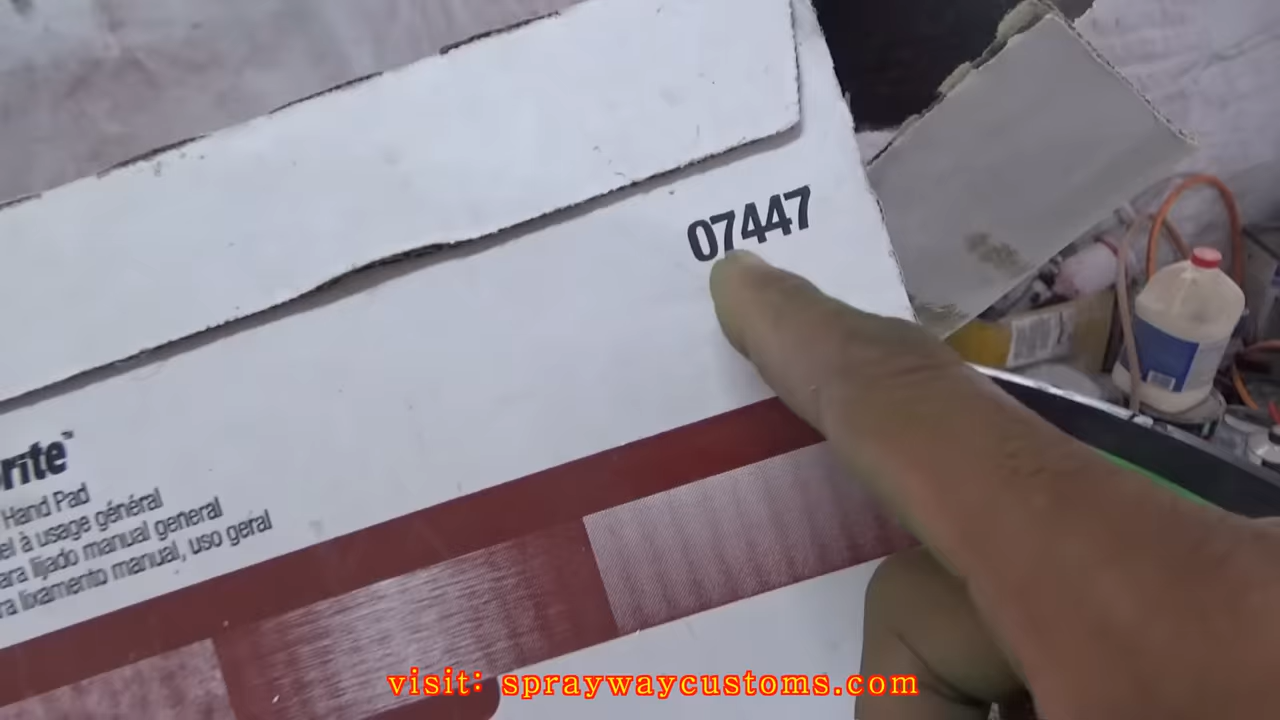 07447
rite™
Hand Pad
el à usage général
ara lijado manual general
ra lixamento manual, uso geral
visit: spraywaycustoms.com